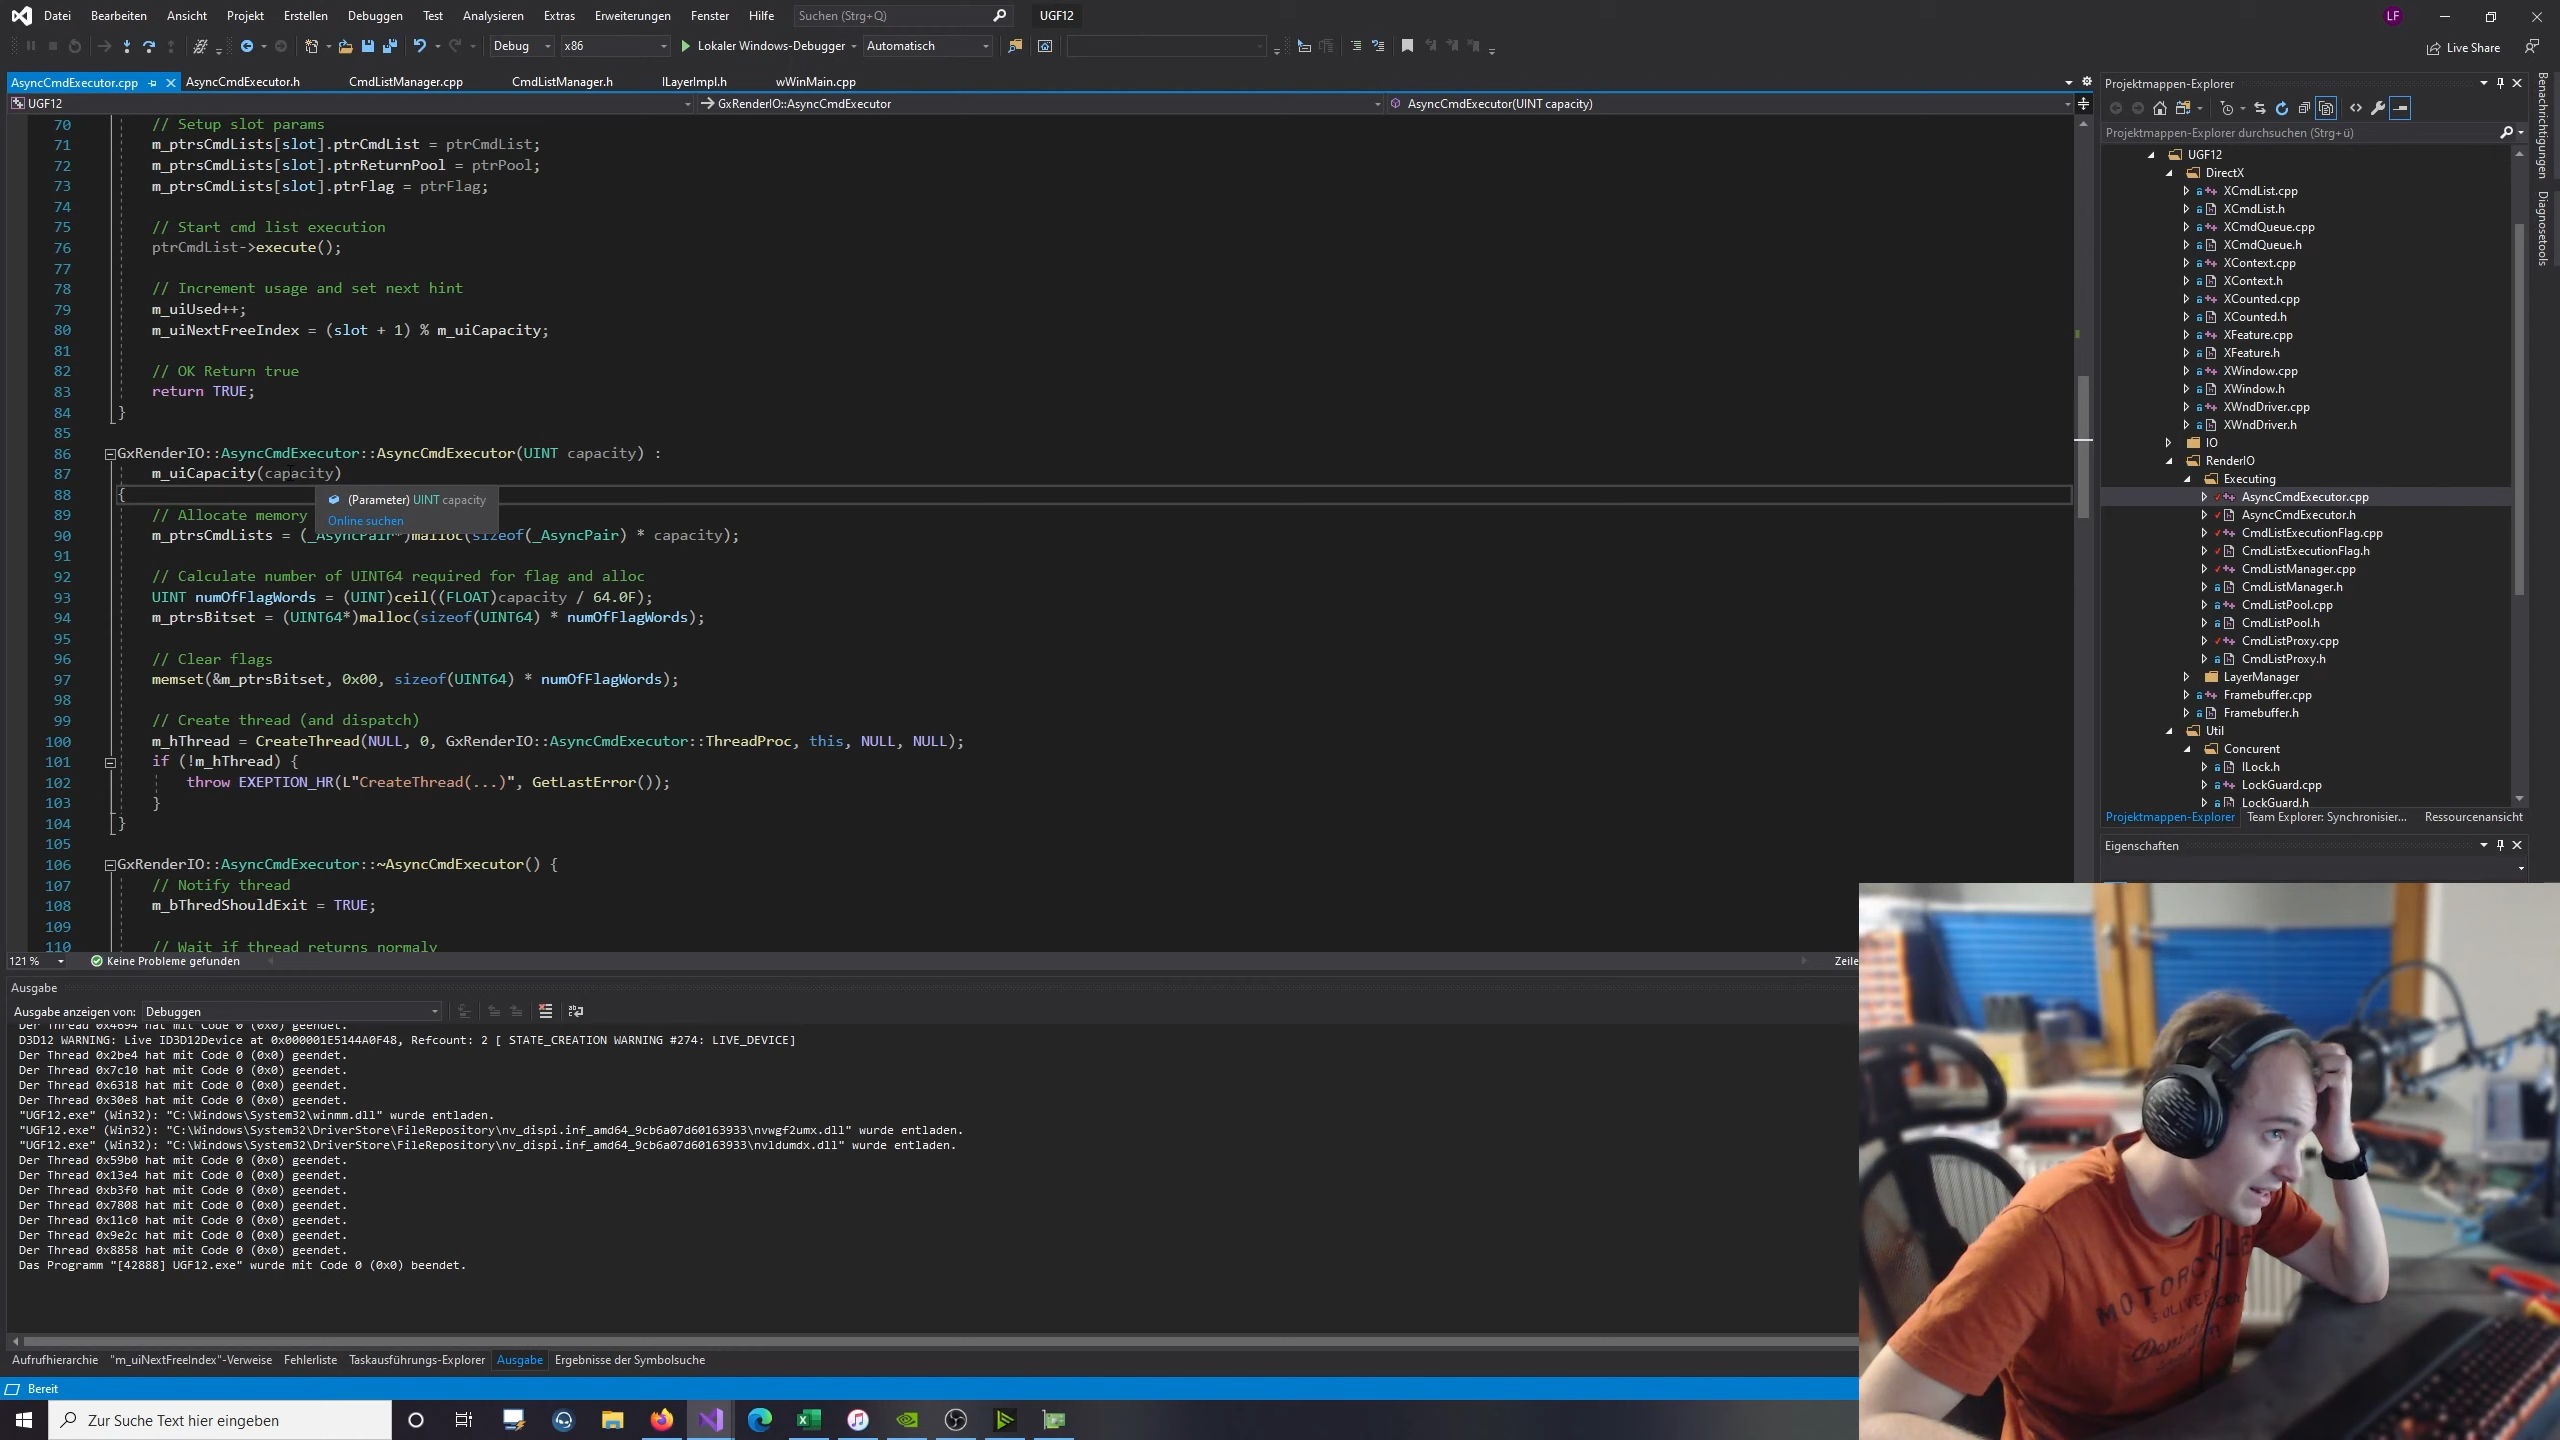 Datei Bearbeiten Ansicht Projekt Erstellen Debuggen Test Analysieren Extras Erweiterungen Fenster Hilfe Suchen (Strg+Q) UGF12 LF
Debug x86 Lokaler Windows-Debugger Automatisch Live Share
AsyncCmdExecutor.cpp AsyncCmdExecutor.h CmdListManager.cpp CmdListManager.h ILayerImpl.h wWinMain.cpp
UGF12 GxRenderIO::AsyncCmdExecutor AsyncCmdExecutor(UINT capacity)
70 // Setup slot params
71 m_ptrsCmdLists[slot].ptrCmdList = ptrCmdList;
72 m_ptrsCmdLists[slot].ptrReturnPool = ptrPool;
73 m_ptrsCmdLists[slot].ptrFlag = ptrFlag;
74
75 // Start cmd list execution
76 ptrCmdList->execute();
77
78 // Increment usage and set next hint
79 m_uiUsed++;
80 m_uiNextFreeIndex = (slot + 1) % m_uiCapacity;
81
82 // OK Return true
83 return TRUE;
84 }
85
86 GxRenderIO::AsyncCmdExecutor::AsyncCmdExecutor(UINT capacity) :
87 m_uiCapacity(capacity)
88 {
(Parameter) UINT capacity
Online suchen
89 // Allocate memory
90 m_ptrsCmdLists = (_AsyncPair*)malloc(sizeof(_AsyncPair) * capacity);
91
92 // Calculate number of UINT64 required for flag and alloc
93 UINT numOfFlagWords = (UINT)ceil((FLOAT)capacity / 64.0F);
94 m_ptrsBitset = (UINT64*)malloc(sizeof(UINT64) * numOfFlagWords);
95
96 // Clear flags
97 memset(&m_ptrsBitset, 0x00, sizeof(UINT64) * numOfFlagWords);
98
99 // Create thread (and dispatch)
100 m_hThread = CreateThread(NULL, 0, GxRenderIO::AsyncCmdExecutor::ThreadProc, this, NULL, NULL);
101 if (!m_hThread) {
102 throw EXEPTION_HR(L"CreateThread(...)", GetLastError());
103 }
104 }
105
106 GxRenderIO::AsyncCmdExecutor::~AsyncCmdExecutor() {
107 // Notify thread
108 m_bThredShouldExit = TRUE;
109
110 // Wait if thread returns normaly
121 % Keine Probleme gefunden Zeile
Ausgabe
Ausgabe anzeigen von: Debuggen
Der Thread 0x4694 hat mit Code 0 (0x0) geendet.
D3D12 WARNING: Live ID3D12Device at 0x000001E5144A0F48, Refcount: 2 [ STATE_CREATION WARNING #274: LIVE_DEVICE]
Der Thread 0x2be4 hat mit Code 0 (0x0) geendet.
Der Thread 0x7c10 hat mit Code 0 (0x0) geendet.
Der Thread 0x6318 hat mit Code 0 (0x0) geendet.
Der Thread 0x30e8 hat mit Code 0 (0x0) geendet.
"UGF12.exe" (Win32): "C:\Windows\System32\winmm.dll" wurde entladen.
"UGF12.exe" (Win32): "C:\Windows\System32\DriverStore\FileRepository\nv_dispi.inf_amd64_9cb6a07d60163933\nvwgf2umx.dll" wurde entladen.
"UGF12.exe" (Win32): "C:\Windows\System32\DriverStore\FileRepository\nv_dispi.inf_amd64_9cb6a07d60163933\nvldumdx.dll" wurde entladen.
Der Thread 0x59b0 hat mit Code 0 (0x0) geendet.
Der Thread 0x13e4 hat mit Code 0 (0x0) geendet.
Der Thread 0xb3f0 hat mit Code 0 (0x0) geendet.
Der Thread 0x7808 hat mit Code 0 (0x0) geendet.
Der Thread 0x11c0 hat mit Code 0 (0x0) geendet.
Der Thread 0x9e2c hat mit Code 0 (0x0) geendet.
Der Thread 0x8858 hat mit Code 0 (0x0) geendet.
Das Programm "[42888] UGF12.exe" wurde mit Code 0 (0x0) beendet.
Aufrufhierarchie "m_uiNextFreeIndex"-Verweise Fehlerliste Taskausführungs-Explorer Ausgabe Ergebnisse der Symbolsuche
Bereit
Zur Suche Text hier eingeben
Projektmappen-Explorer
Projektmappen-Explorer durchsuchen (Strg+ü)
UGF12
DirectX
XCmdList.cpp
XCmdList.h
XCmdQueue.cpp
XCmdQueue.h
XContext.cpp
XContext.h
XCounted.cpp
XCounted.h
XFeature.cpp
XFeature.h
XWindow.cpp
XWindow.h
XWndDriver.cpp
XWndDriver.h
IO
RenderIO
Executing
AsyncCmdExecutor.cpp
AsyncCmdExecutor.h
CmdListExecutionFlag.cpp
CmdListExecutionFlag.h
CmdListManager.cpp
CmdListManager.h
CmdListPool.cpp
CmdListPool.h
CmdListProxy.cpp
CmdListProxy.h
LayerManager
Framebuffer.cpp
Framebuffer.h
Util
Concurent
ILock.h
LockGuard.cpp
LockGuard.h
Projektmappen-Explorer Team Explorer: Synchronisier... Ressourcenansicht
Eigenschaften
Benachrichtigungen
Diagnosetools
MOTORCYCLE